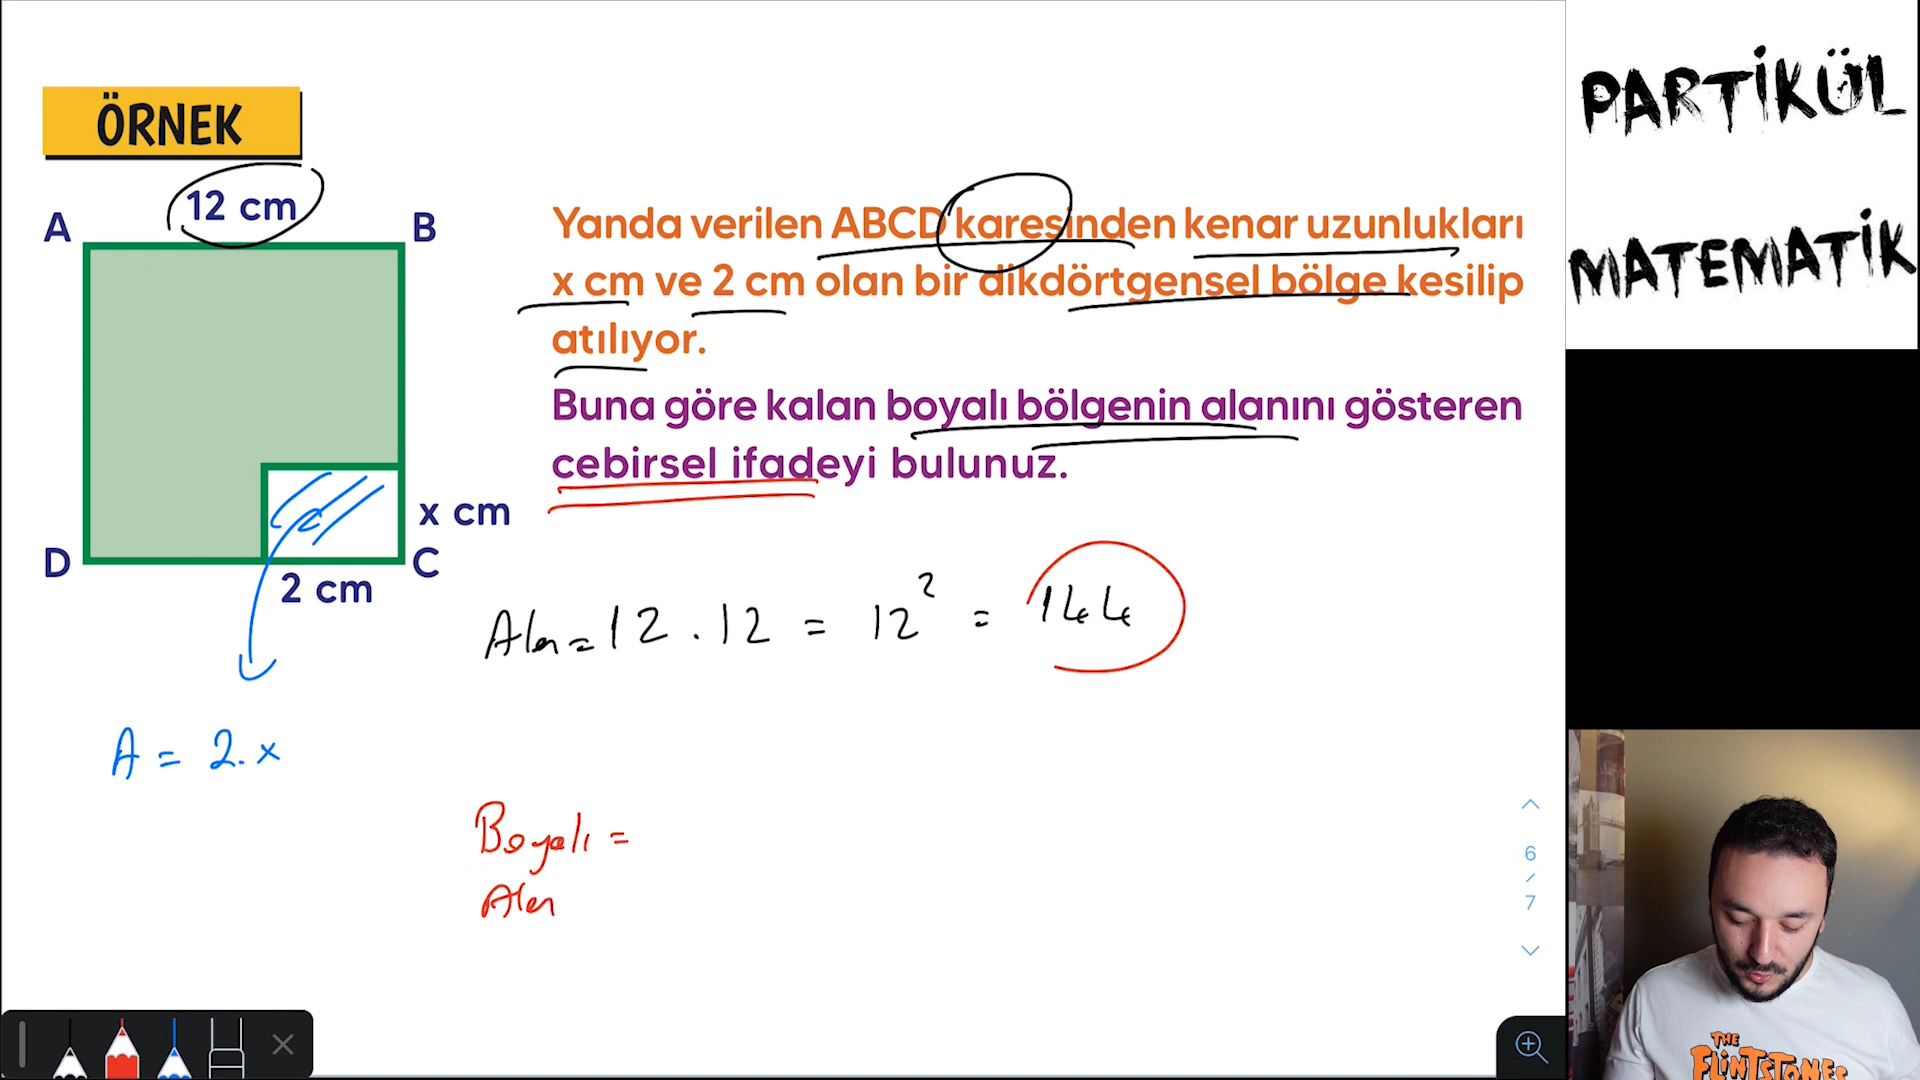 ÖRNEK
12 cm
A
B
D
C
x cm
2 cm
Yanda verilen ABCD karesinden kenar uzunlukları
x cm ve 2 cm olan bir dikdörtgensel bölge kesilip
atılıyor.
Buna göre kalan boyalı bölgenin alanını gösteren
cebirsel ifadeyi bulunuz.
Alan = 12 . 12 = 12² = 144
A = 2.x
Boyalı =
Alan
PARTİKÜL
MATEMATİK
6
/
7
THE
FLINTSTONES